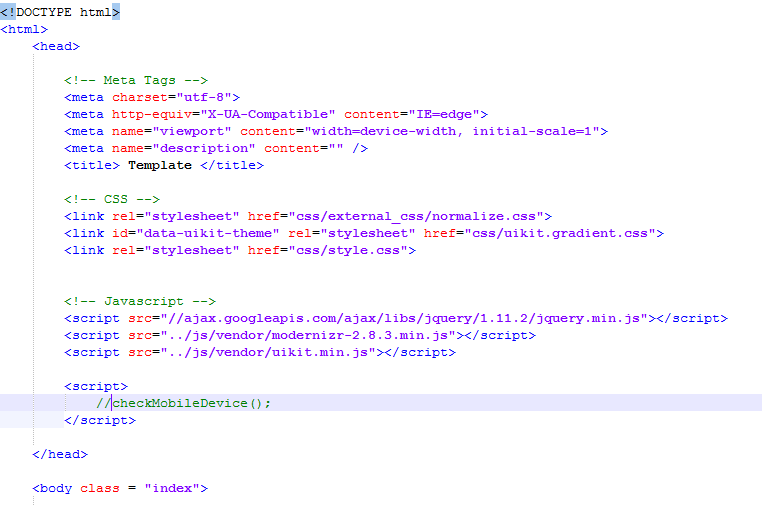 <!DOCTYPE html>
<html>
    <head>

        <!-- Meta Tags -->
        <meta charset="utf-8">
        <meta http-equiv="X-UA-Compatible" content="IE=edge">
        <meta name="viewport" content="width=device-width, initial-scale=1">
        <meta name="description" content="" />
        <title> Template </title>

        <!-- CSS -->
        <link rel="stylesheet" href="css/external_css/normalize.css">
        <link id="data-uikit-theme" rel="stylesheet" href="css/uikit.gradient.css">
        <link rel="stylesheet" href="css/style.css">


        <!-- Javascript -->
        <script src="//ajax.googleapis.com/ajax/libs/jquery/1.11.2/jquery.min.js"></script>
        <script src="../js/vendor/modernizr-2.8.3.min.js"></script>
        <script src="../js/vendor/uikit.min.js"></script>

        <script>
            //checkMobileDevice();
        </script>

    </head>

    <body class = "index">